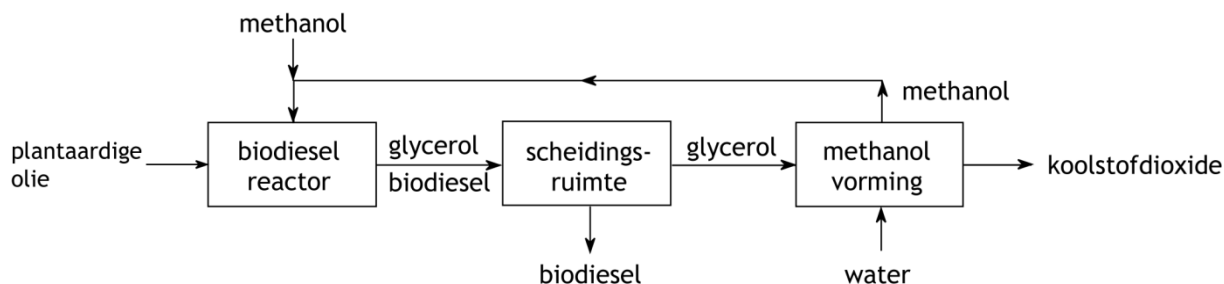 methanol
methanol
plantaardige
olie
biodiesel
reactor
glycerol
biodiesel
scheidings-
ruimte
glycerol
methanol
vorming
koolstofdioxide
biodiesel
water